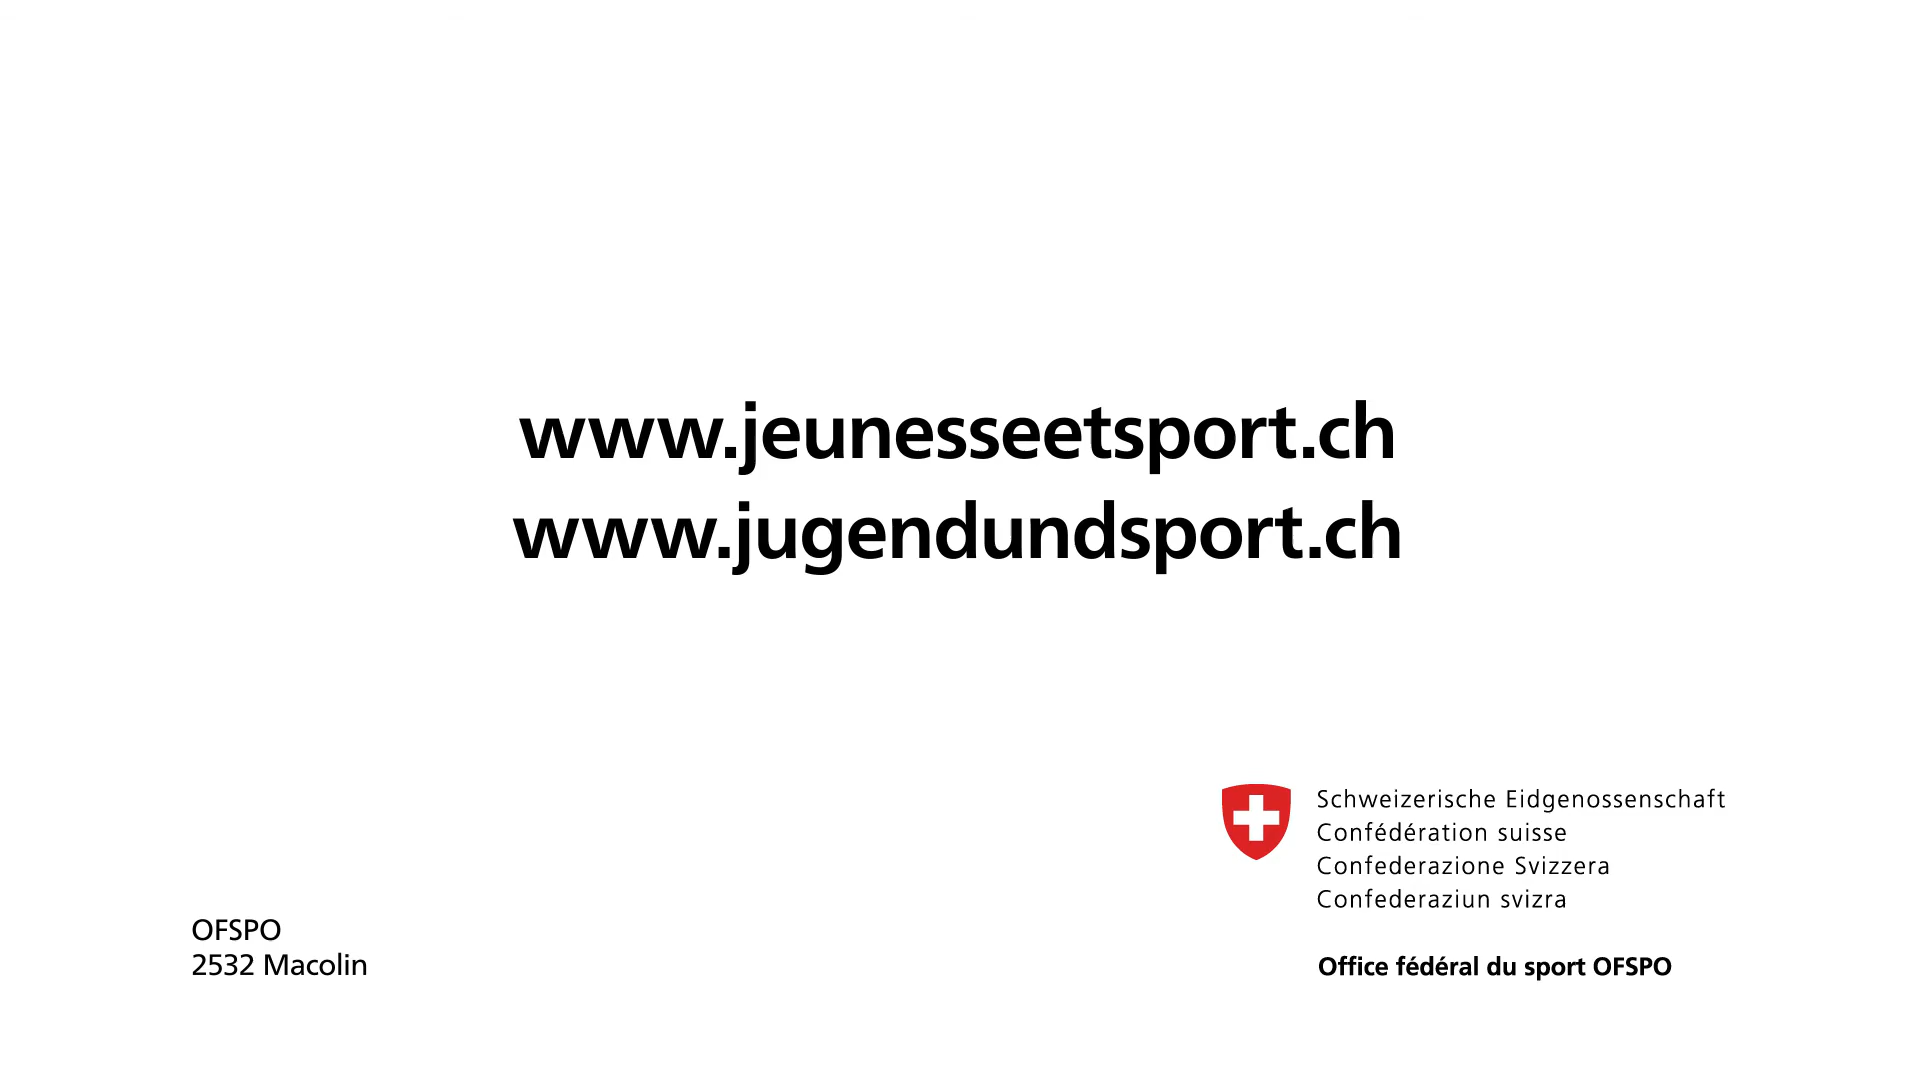 www.jeunesseetsport.ch
www.jugendundsport.ch
Schweizerische Eidgenossenschaft
Confédération suisse
Confederazione Svizzera
Confederaziun svizra
Office fédéral du sport OFSPO
OFSPO
2532 Macolin